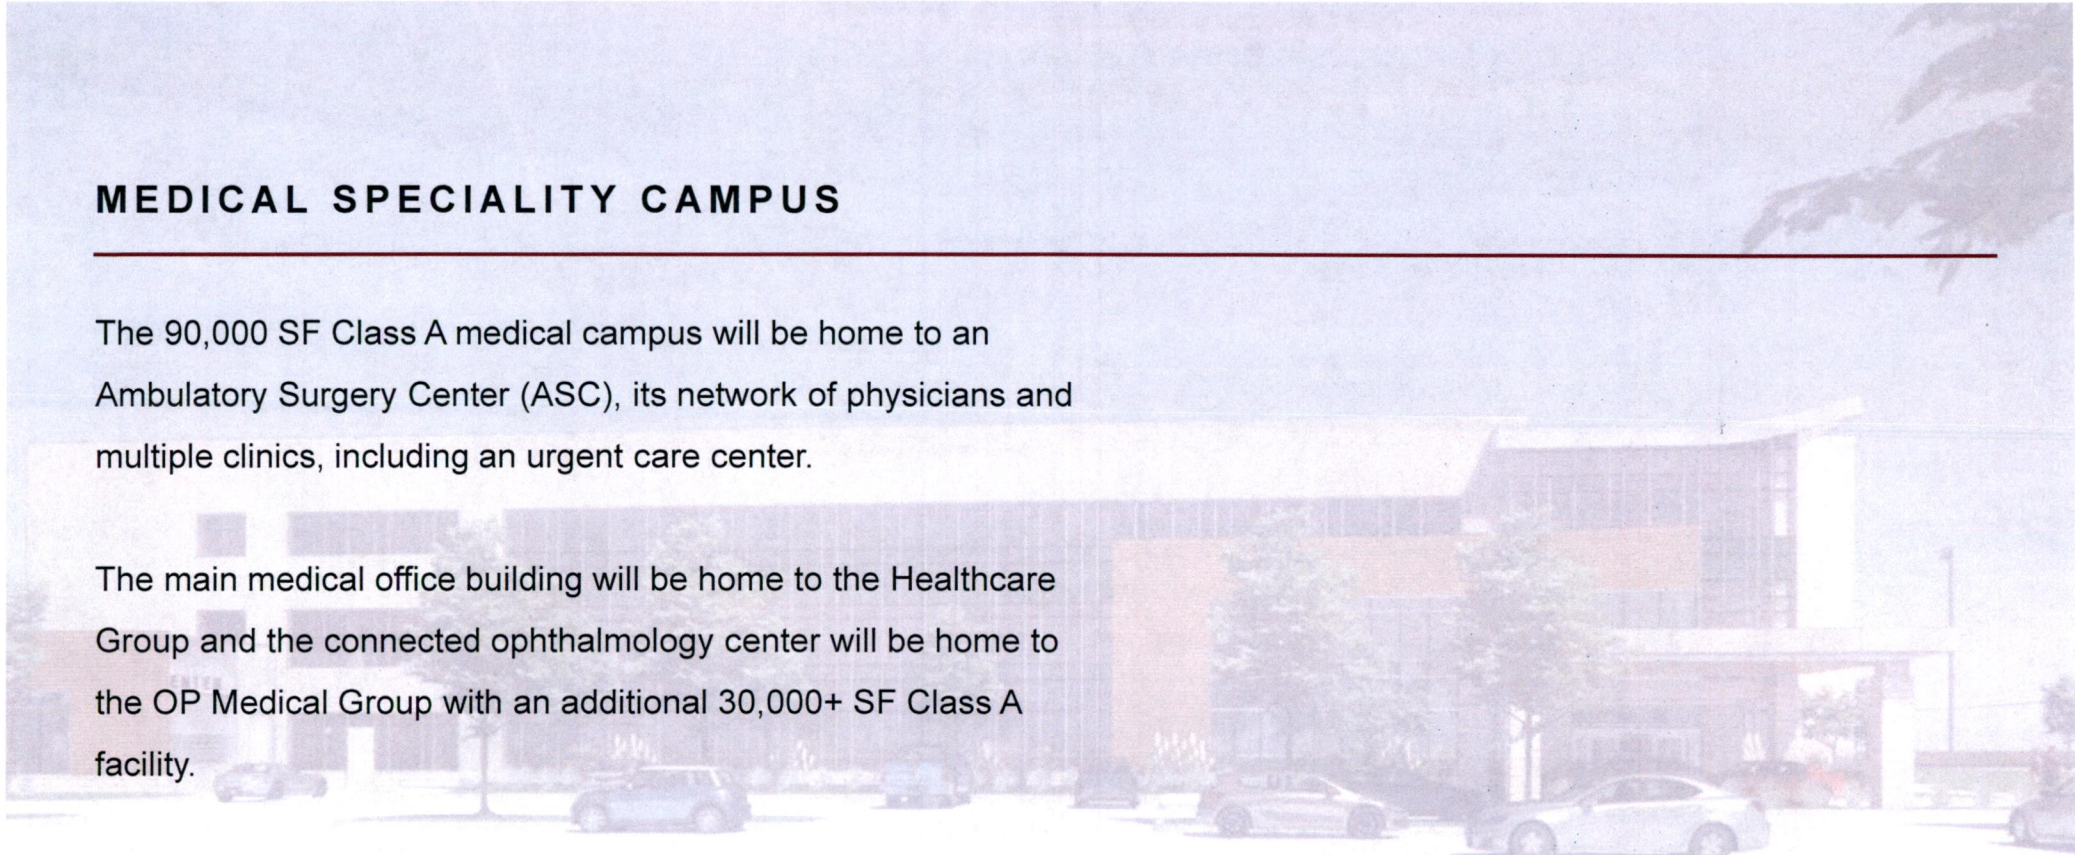 MEDICAL SPECIALITY CAMPUS
The 90,000 SF Class A medical campus will be home to an
Ambulatory Surgery Center (ASC), its network of physicians and
multiple clinics, including an urgent care center.
The main medical office building will be home to the Healthcare
Group and the connected ophthalmology center will be home to
the OP Medical Group with an additional 30,000+ SF Class A
facility.
ENTER